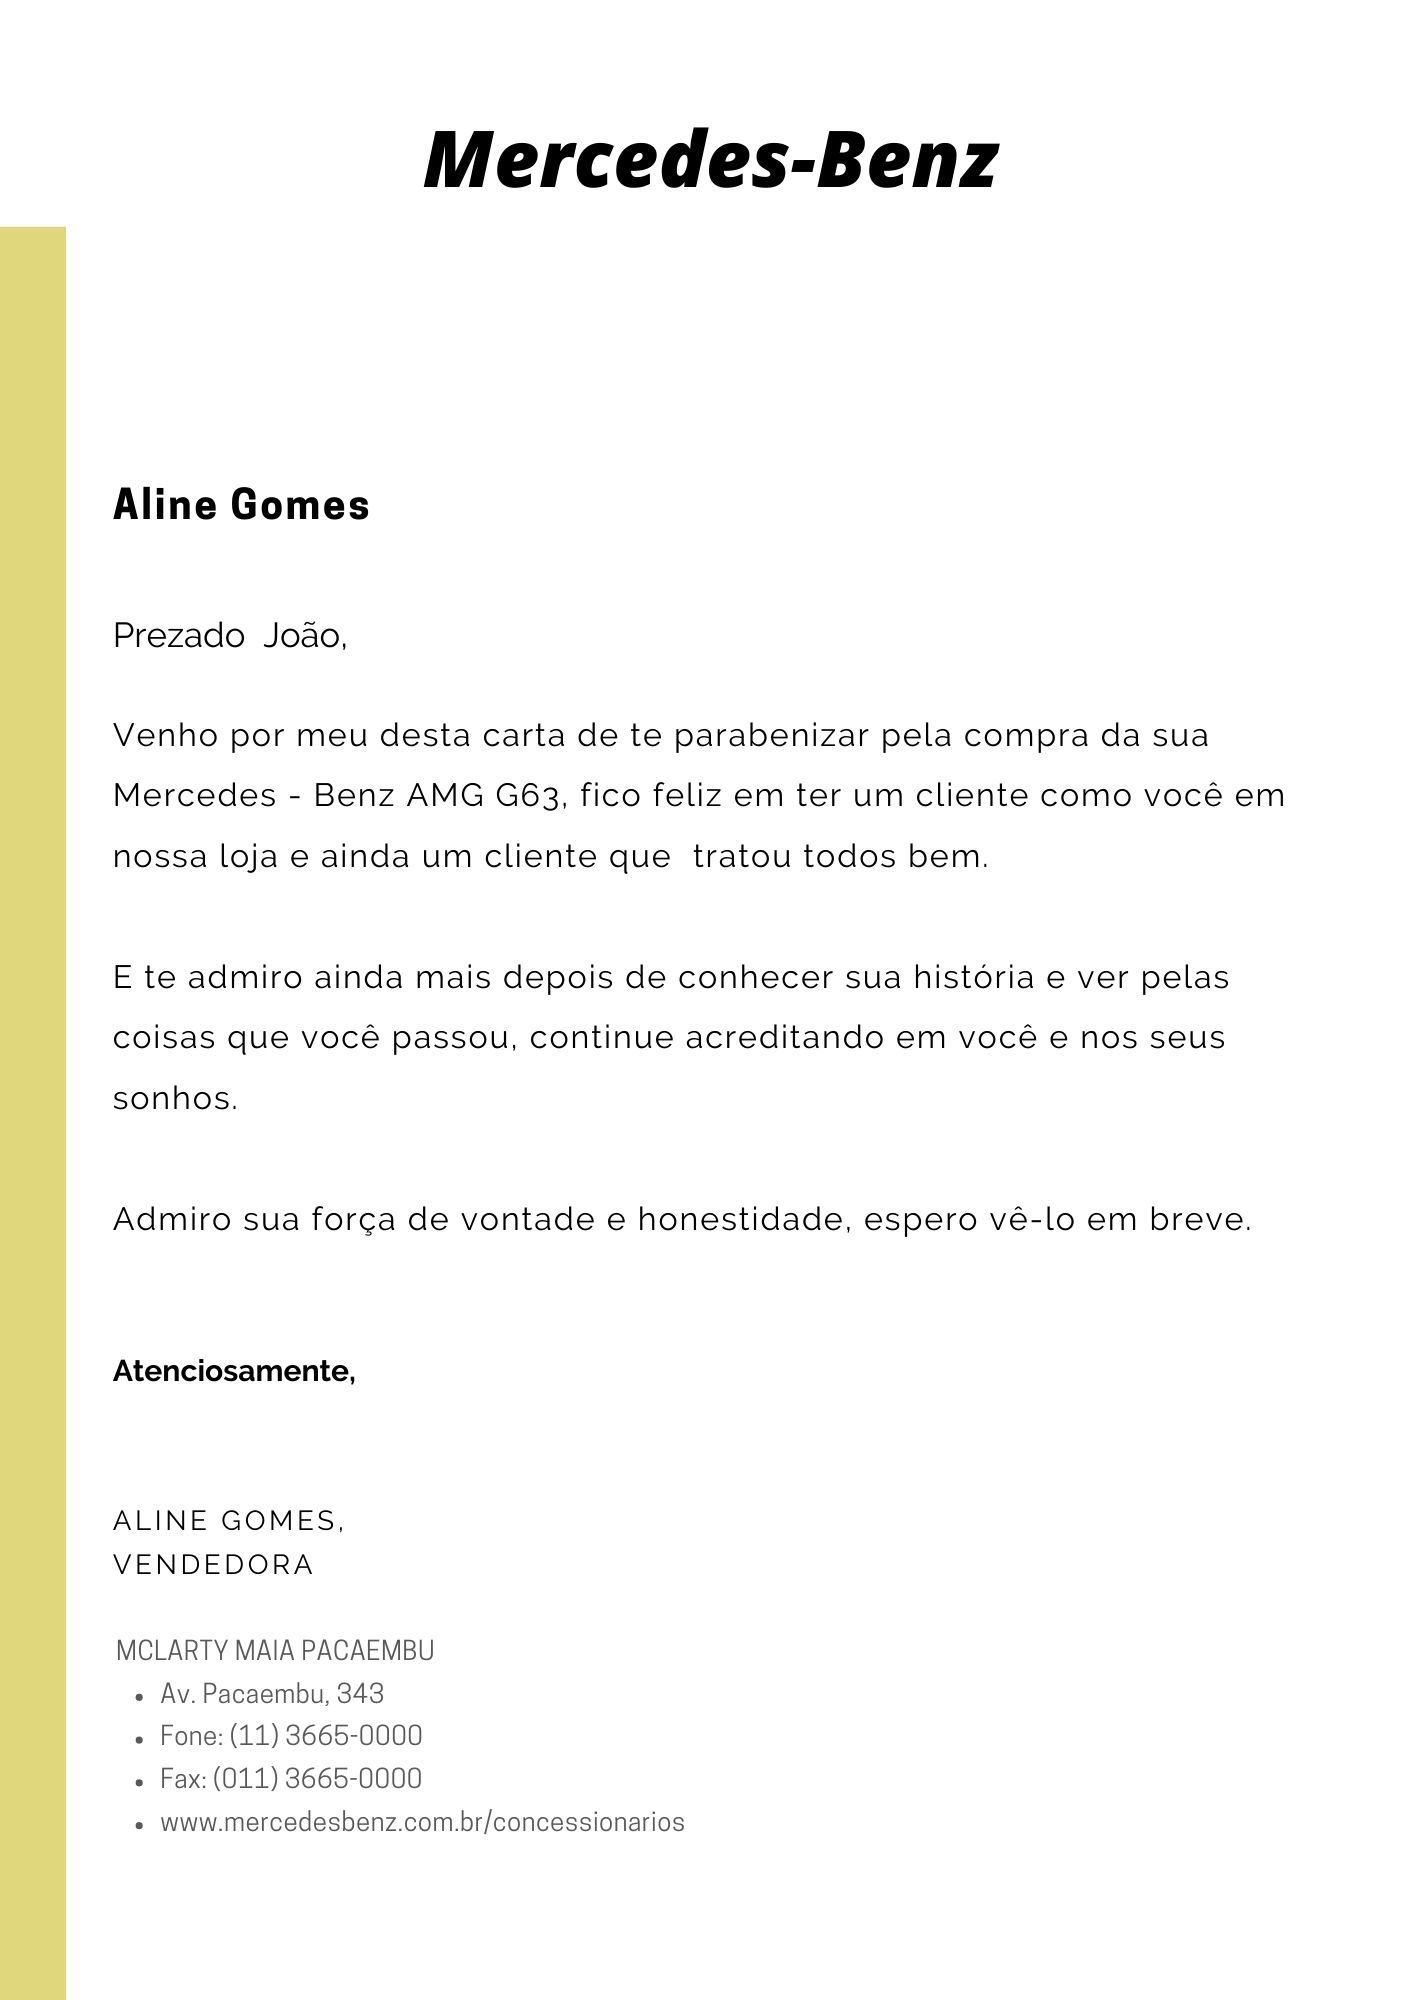 Mercedes-Benz
Aline Gomes
Prezado  João,
Venho por meu desta carta de te parabenizar pela compra da sua
Mercedes - Benz AMG G63, fico feliz em ter um cliente como você em
nossa loja e ainda um cliente que  tratou todos bem.
E te admiro ainda mais depois de conhecer sua história e ver pelas
coisas que você passou, continue acreditando em você e nos seus
sonhos.
Admiro sua força de vontade e honestidade, espero vê-lo em breve.
Atenciosamente,
ALINE GOMES,
VENDEDORA
MCLARTY MAIA PACAEMBU
• Av. Pacaembu, 343
• Fone: (11) 3665-0000
• Fax: (011) 3665-0000
• www.mercedesbenz.com.br/concessionarios